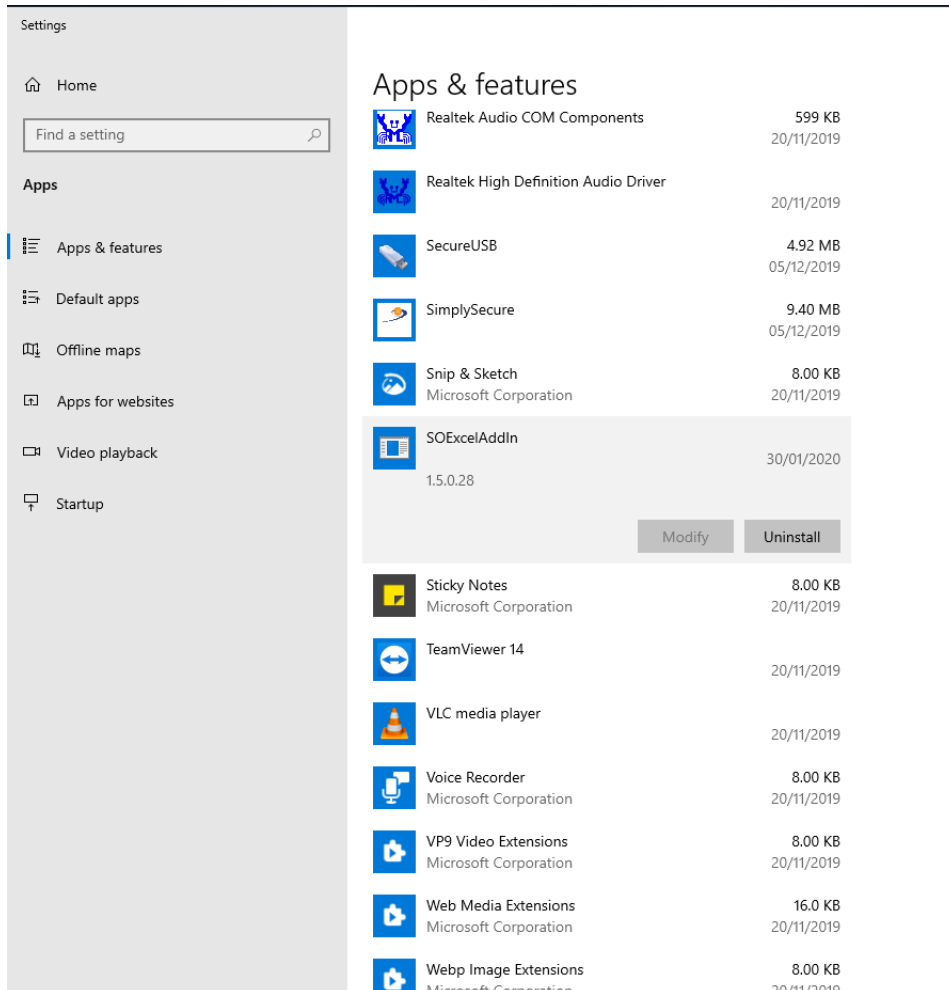 Settings
Home
Find a setting
Apps
Apps & features
Default apps
Offline maps
Apps for websites
Video playback
Startup
Apps & features
Realtek Audio COM Components 599 KB
20/11/2019
Realtek High Definition Audio Driver
20/11/2019
SecureUSB 4.92 MB
05/12/2019
SimplySecure 9.40 MB
05/12/2019
Snip & Sketch 8.00 KB
Microsoft Corporation 20/11/2019
SOExcelAddIn
30/01/2020
1.5.0.28
Modify Uninstall
Sticky Notes 8.00 KB
Microsoft Corporation 20/11/2019
TeamViewer 14
20/11/2019
VLC media player
20/11/2019
Voice Recorder 8.00 KB
Microsoft Corporation 20/11/2019
VP9 Video Extensions 8.00 KB
Microsoft Corporation 20/11/2019
Web Media Extensions 16.0 KB
Microsoft Corporation 20/11/2019
Webp Image Extensions 8.00 KB
Microsoft Corporation 20/11/2019